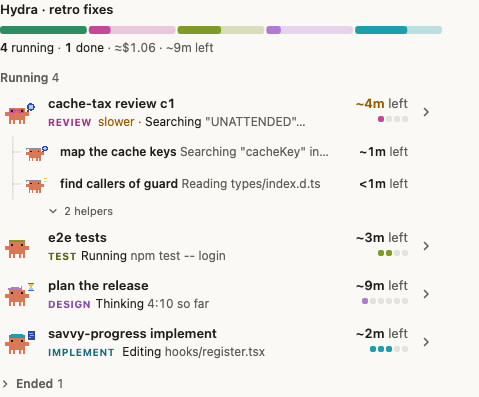 Hydra · retro fixes
4 running · 1 done · ≈$1.06 · ~9m left
Running 4
cache-tax review c1 ~4m left
REVIEW slower · Searching "UNATTENDED"...
map the cache keys Searching "cacheKey" in... ~1m left
find callers of guard Reading types/index.d.ts <1m left
2 helpers
e2e tests ~3m left
TEST Running npm test -- login
plan the release ~9m left
DESIGN Thinking 4:10 so far
savvy-progress implement ~2m left
IMPLEMENT Editing hooks/register.tsx
Ended 1